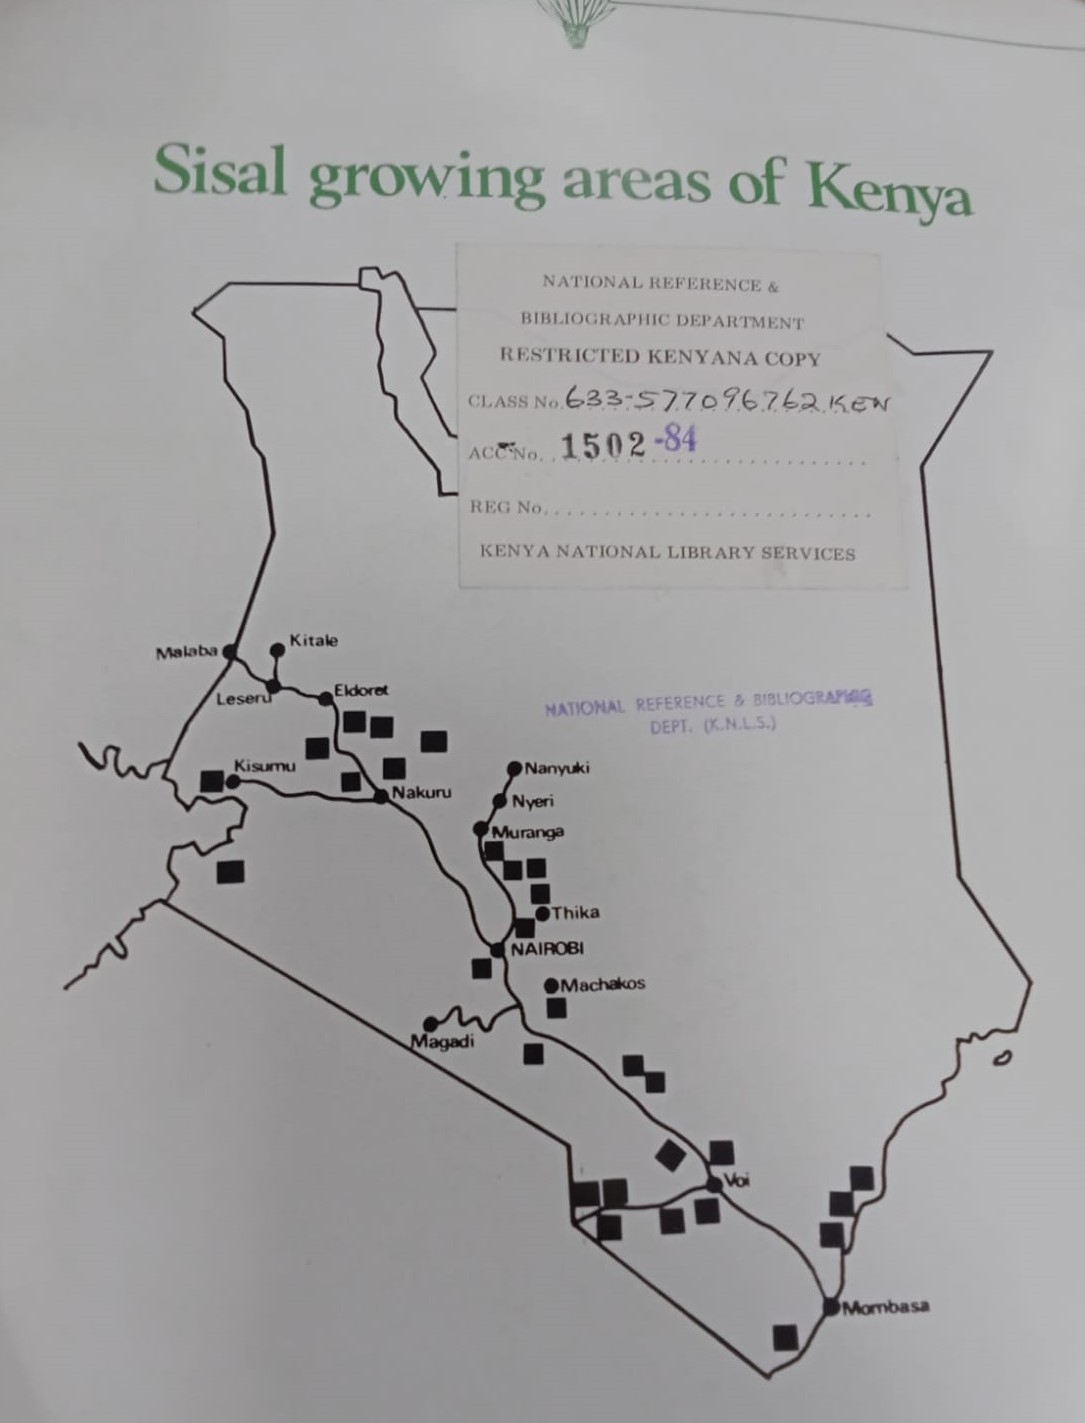 Sisal growing areas of Kenya
NATIONAL REFERENCE &
BIBLIOGRAPHIC DEPARTMENT
RESTRICTED KENYANA COPY
CLASS No. 633-577096762 KEN
ACC No. . 1502 -84
REG No.
KENYA NATIONAL LIBRARY SERVICES
Malaba
Kitale
Leseru
Eldoret
NATIONAL REFERENCE & BIBLIOGRAPHIC
DEPT. (K.N.L.S.)
Kisumu
Nakuru
Nanyuki
Nyeri
Muranga
Thika
NAIROBI
Machakos
Magadi
Voi
Mombasa